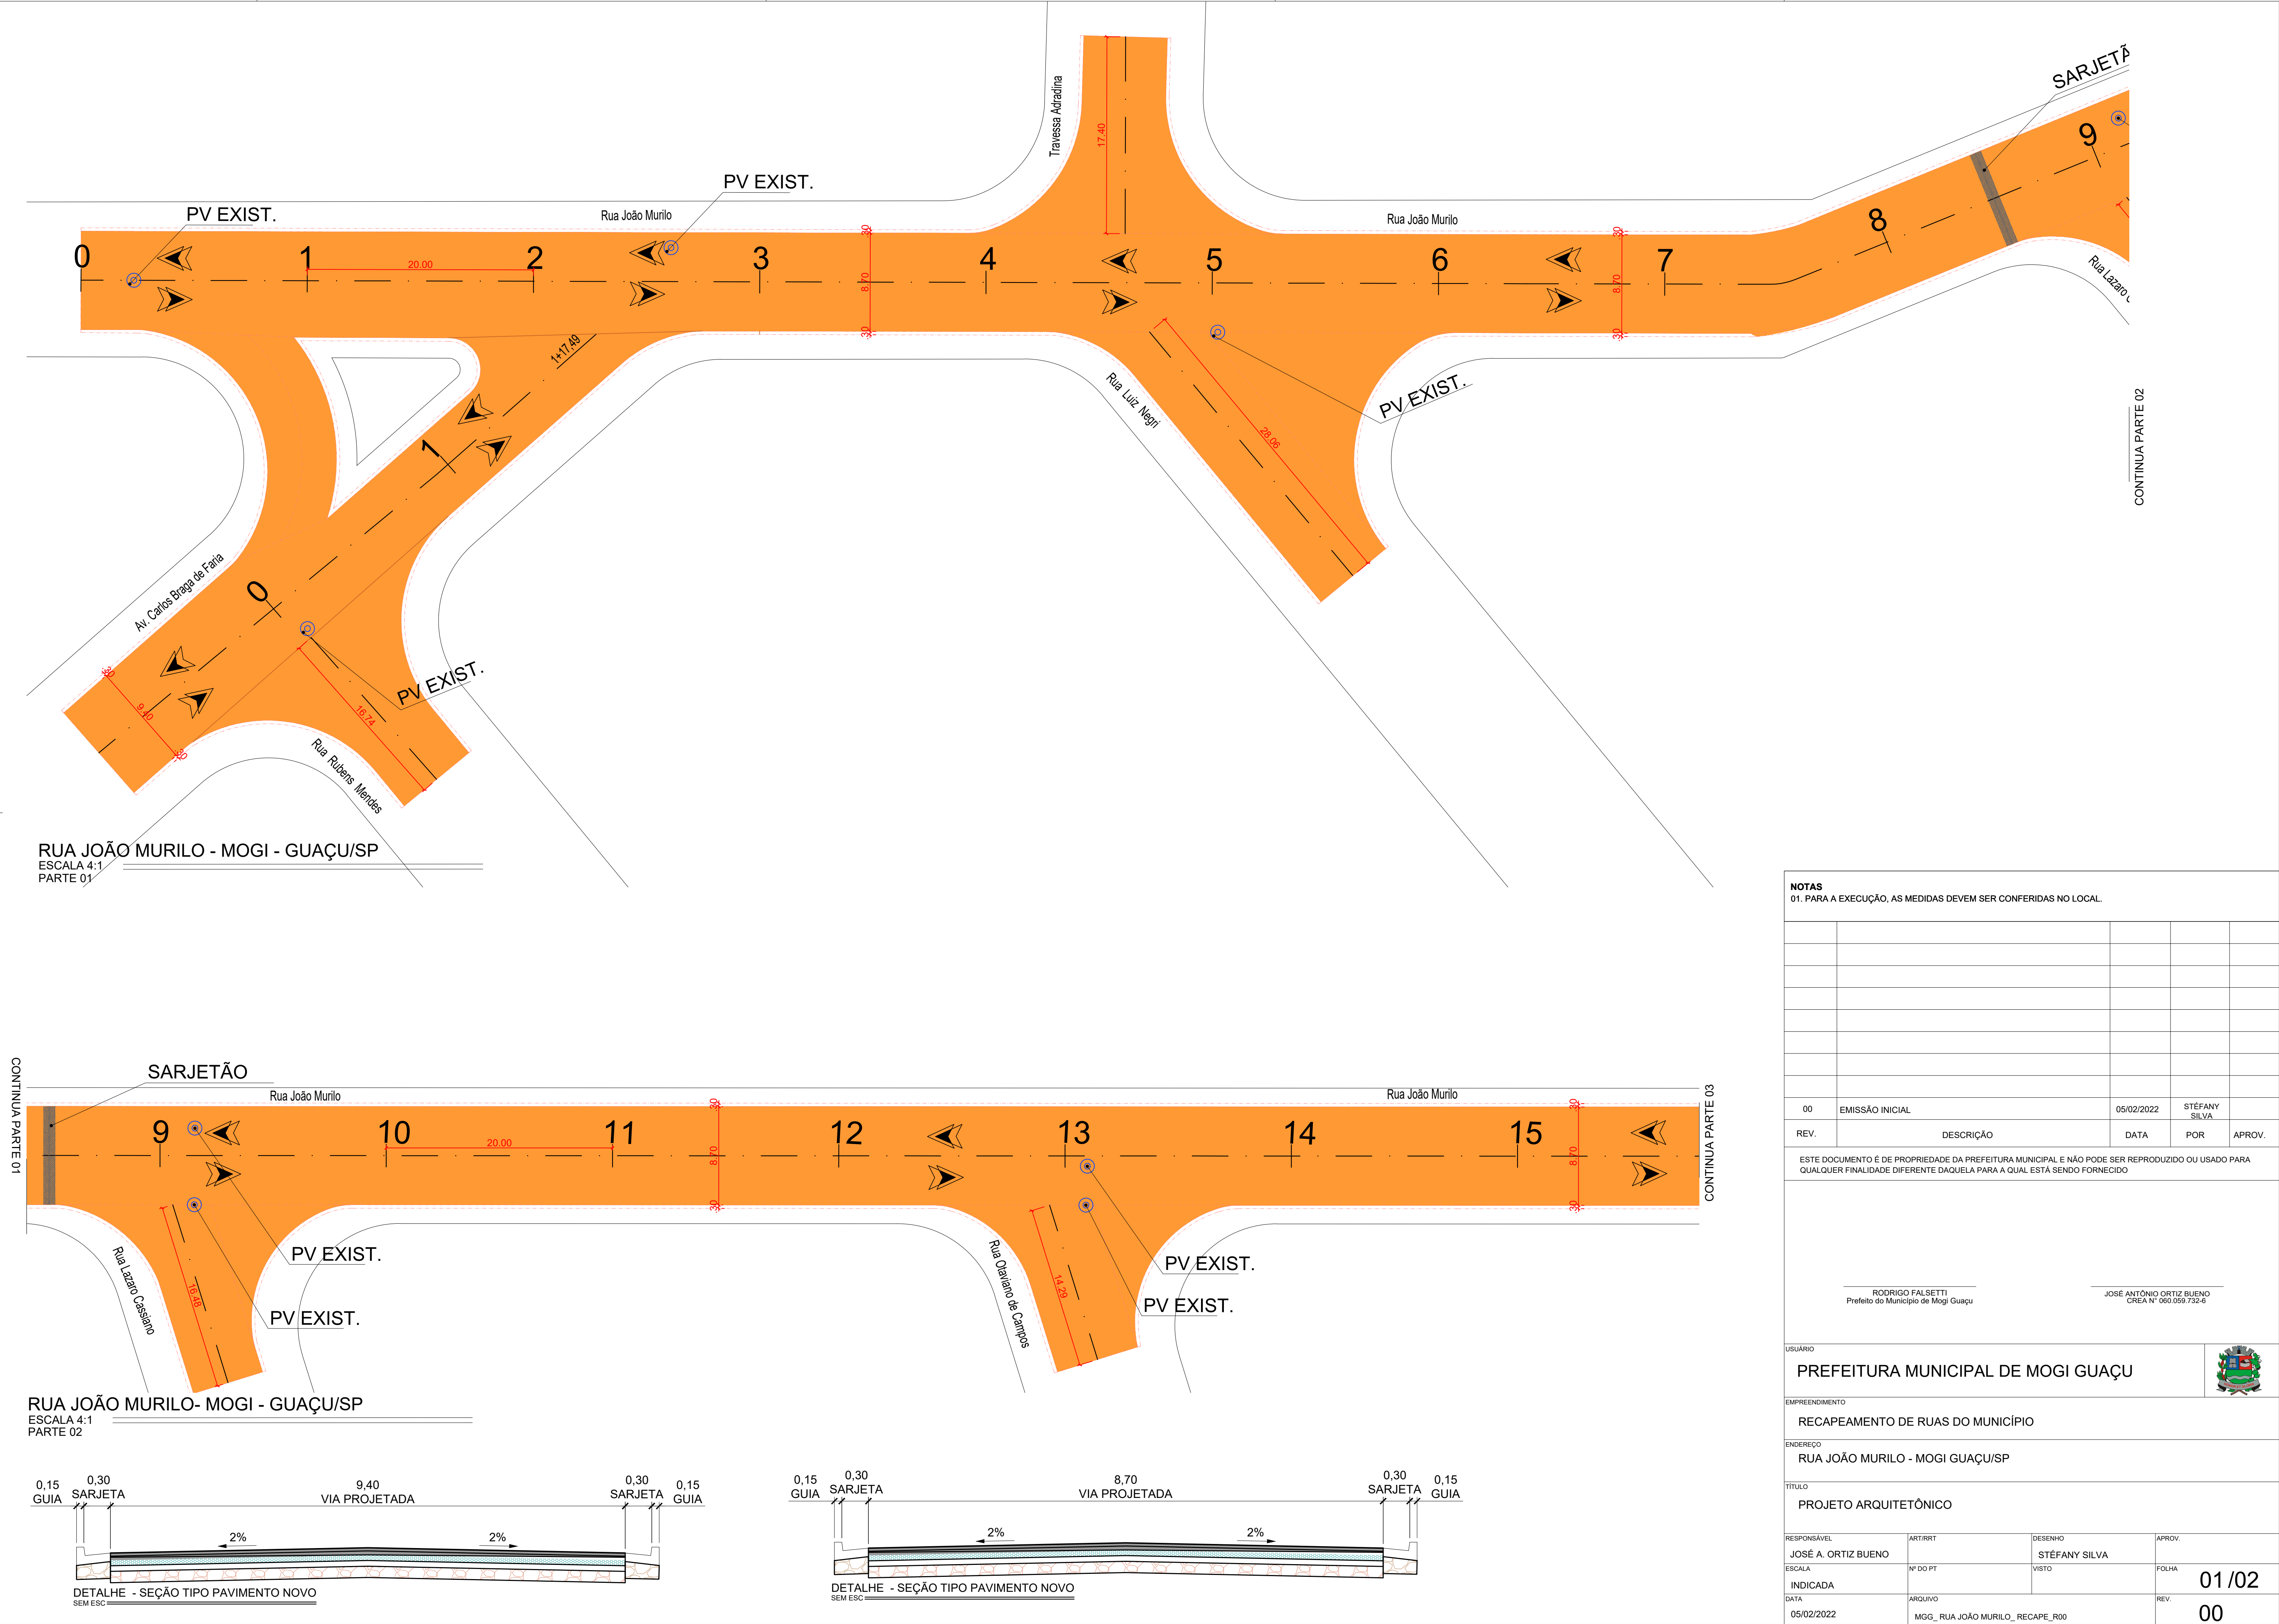 SARJETÃ
Travessa Adradina
17.40
9
PV EXIST.
PV EXIST.
Rua João Murilo
Rua João Murilo
8
0
1
2
3
4
5
6
7
20.00
.30
8.70
.30
.30
8.70
.30
Rua Lazaro
1+17.49
Rua Luiz Negri
PV EXIST.
28.06
CONTINUA PARTE 02
1
Av. Carlos Braga de Faria
0
PV EXIST.
.30
9.40
.30
16.74
Rua Rubens Mendes
RUA JOÃO MURILO - MOGI - GUAÇU/SP
ESCALA 4:1
PARTE 01
CONTINUA PARTE 01
SARJETÃO
Rua João Murilo
Rua João Murilo
CONTINUA PARTE 03
9
10
11
12
13
14
15
20.00
.30
8.70
.30
.30
8.70
.30
Rua Lazaro Cassiano
16.48
PV EXIST.
PV EXIST.
Rua Otaviano de Campos
14.29
PV EXIST.
PV EXIST.
RUA JOÃO MURILO- MOGI - GUAÇU/SP
ESCALA 4:1
PARTE 02
0,15
GUIA
0,30
SARJETA
9,40
VIA PROJETADA
0,30
SARJETA
0,15
GUIA
2%
2%
DETALHE - SEÇÃO TIPO PAVIMENTO NOVO
SEM ESC
0,15
GUIA
0,30
SARJETA
8,70
VIA PROJETADA
0,30
SARJETA
0,15
GUIA
2%
2%
DETALHE - SEÇÃO TIPO PAVIMENTO NOVO
SEM ESC
NOTAS
01. PARA A EXECUÇÃO, AS MEDIDAS DEVEM SER CONFERIDAS NO LOCAL.
00 EMISSÃO INICIAL 05/02/2022 STÉFANY SILVA
REV. DESCRIÇÃO DATA POR APROV.
ESTE DOCUMENTO É DE PROPRIEDADE DA PREFEITURA MUNICIPAL E NÃO PODE SER REPRODUZIDO OU USADO PARA
QUALQUER FINALIDADE DIFERENTE DAQUELA PARA A QUAL ESTÁ SENDO FORNECIDO
RODRIGO FALSETTI
Prefeito do Município de Mogi Guaçu
JOSÉ ANTÔNIO ORTIZ BUENO
CREA N° 060.059.732-6
USUÁRIO
PREFEITURA MUNICIPAL DE MOGI GUAÇU
EMPREENDIMENTO
RECAPEAMENTO DE RUAS DO MUNICÍPIO
ENDEREÇO
RUA JOÃO MURILO - MOGI GUAÇU/SP
TÍTULO
PROJETO ARQUITETÔNICO
RESPONSÁVEL ART/RRT DESENHO APROV.
JOSÉ A. ORTIZ BUENO STÉFANY SILVA
ESCALA Nº DO PT VISTO FOLHA
INDICADA 01 /02
DATA ARQUIVO REV.
05/02/2022 MGG_ RUA JOÃO MURILO_ RECAPE_R00 00